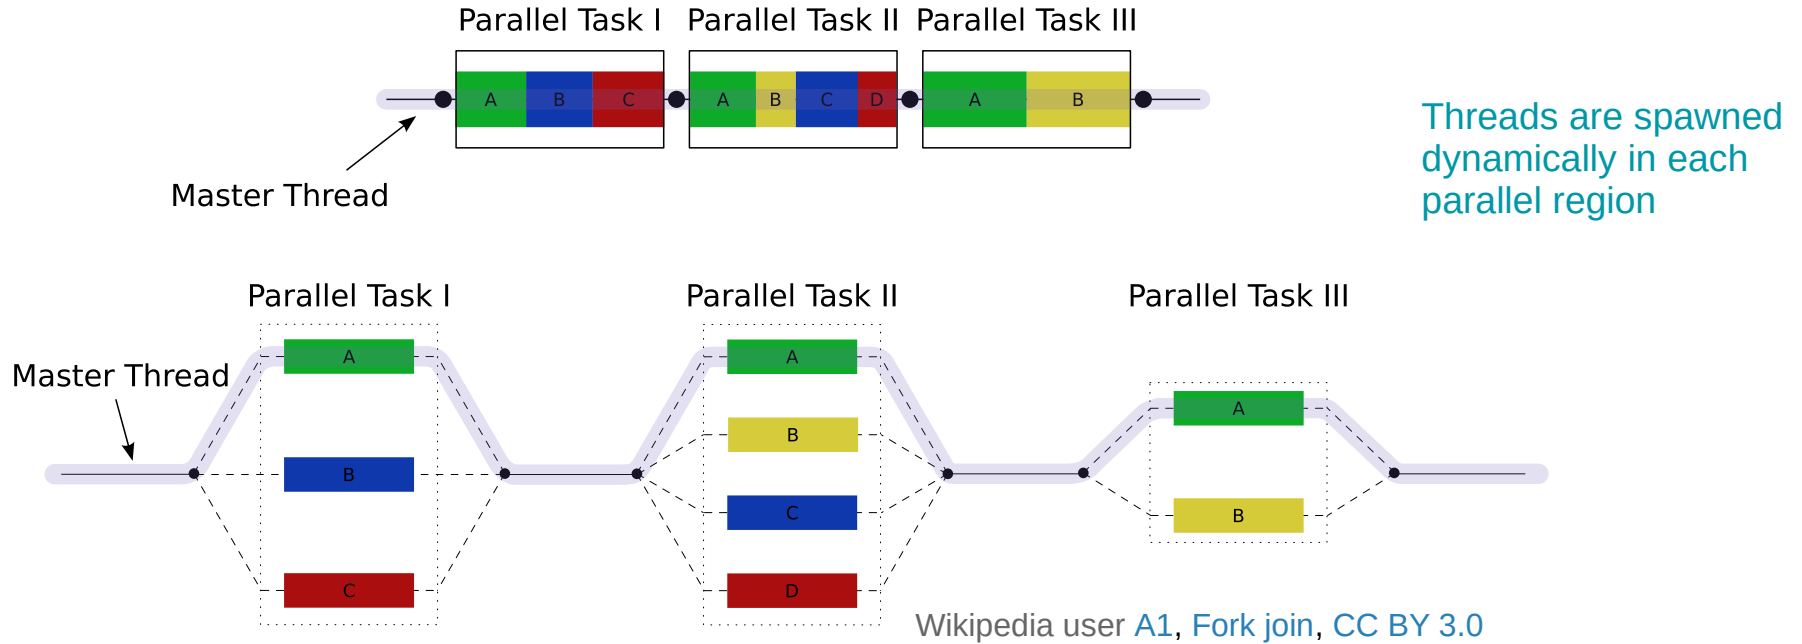 Parallel Task I Parallel Task II Parallel Task III
A B C A B C D A B
Master Thread
Threads are spawned
dynamically in each
parallel region
Parallel Task I Parallel Task II Parallel Task III
Master Thread
A A
A
B
B
C
B
C D
Wikipedia user A1, Fork join, CC BY 3.0